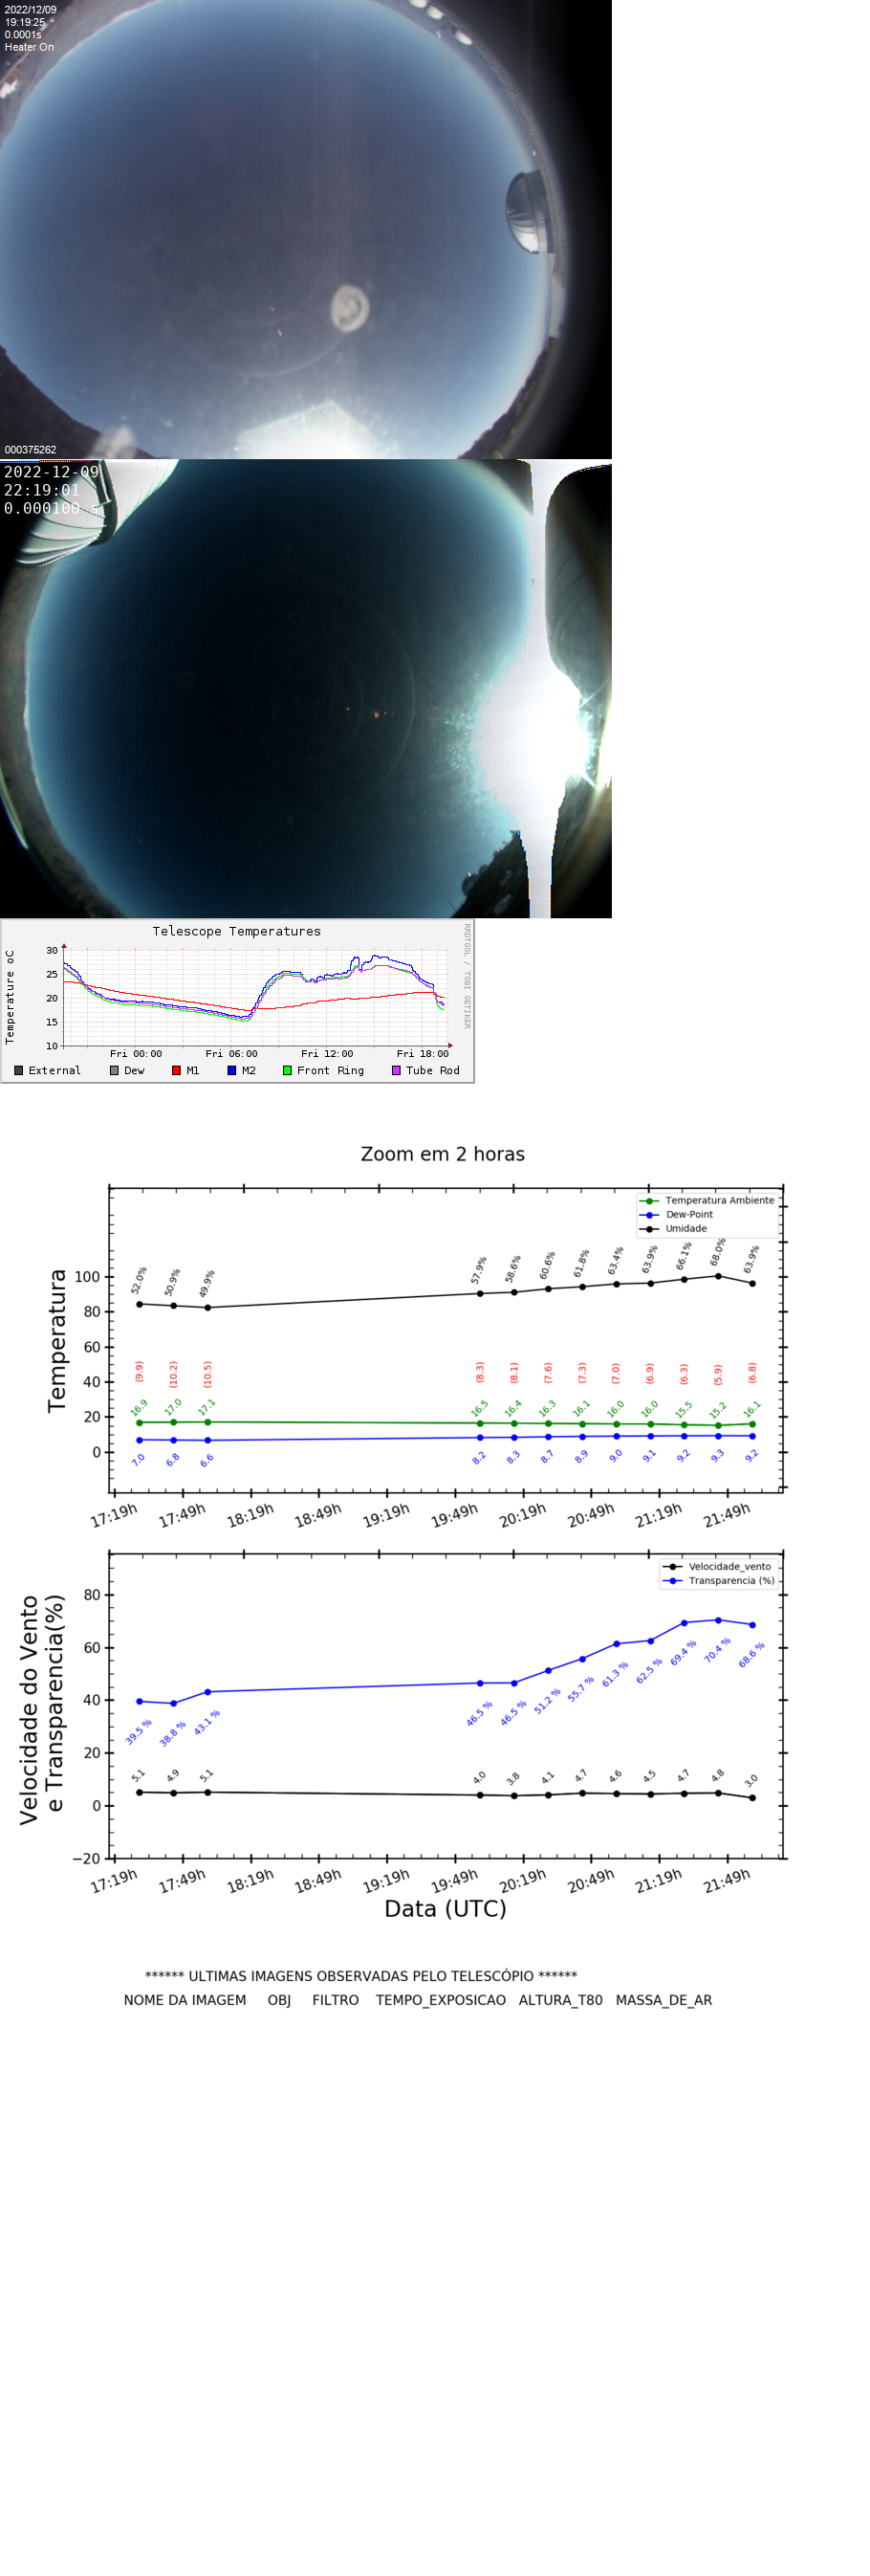 2022/12/09
19:19:25
0.0001s
Heater On
000375262
2022-12-09
22:19:01
0.000100 s
Telescope Temperatures
RRDTOOL / TOBI OETIKER
Temperature oC
30
25
20
15
10
Fri 00:00 Fri 06:00 Fri 12:00 Fri 18:00
External Dew M1 M2 Front Ring Tube Rod
Zoom em 2 horas
Temperatura Ambiente
Dew-Point
Umidade
Temperatura
100
80
60
40
20
0
52.0% 50.9% 49.9% 57.9% 58.6% 60.6% 61.8% 63.4% 63.9% 66.1% 68.0% 63.9%
(9.9) (10.2) (10.5) (8.3) (8.1) (7.6) (7.3) (7.0) (6.9) (6.3) (5.9) (6.8)
16.9 17.0 17.1 16.5 16.4 16.3 16.1 16.0 16.0 15.5 15.2 16.1
7.0 6.8 6.6 8.2 8.3 8.7 8.9 9.0 9.1 9.2 9.3 9.2
17:19h 17:49h 18:19h 18:49h 19:19h 19:49h 20:19h 20:49h 21:19h 21:49h
Velocidade_vento
Transparencia (%)
Velocidade do Vento
e Transparencia(%)
80
60
40
20
0
−20
39.5 % 38.8 % 43.1 % 46.5 % 46.5 % 51.2 % 55.7 % 61.3 % 62.5 % 69.4 % 70.4 % 68.6 %
5.1 4.9 5.1 4.0 3.8 4.1 4.7 4.6 4.5 4.7 4.8 3.0
17:19h 17:49h 18:19h 18:49h 19:19h 19:49h 20:19h 20:49h 21:19h 21:49h
Data (UTC)
****** ULTIMAS IMAGENS OBSERVADAS PELO TELESCÓPIO ******
NOME DA IMAGEM OBJ FILTRO TEMPO_EXPOSICAO ALTURA_T80 MASSA_DE_AR